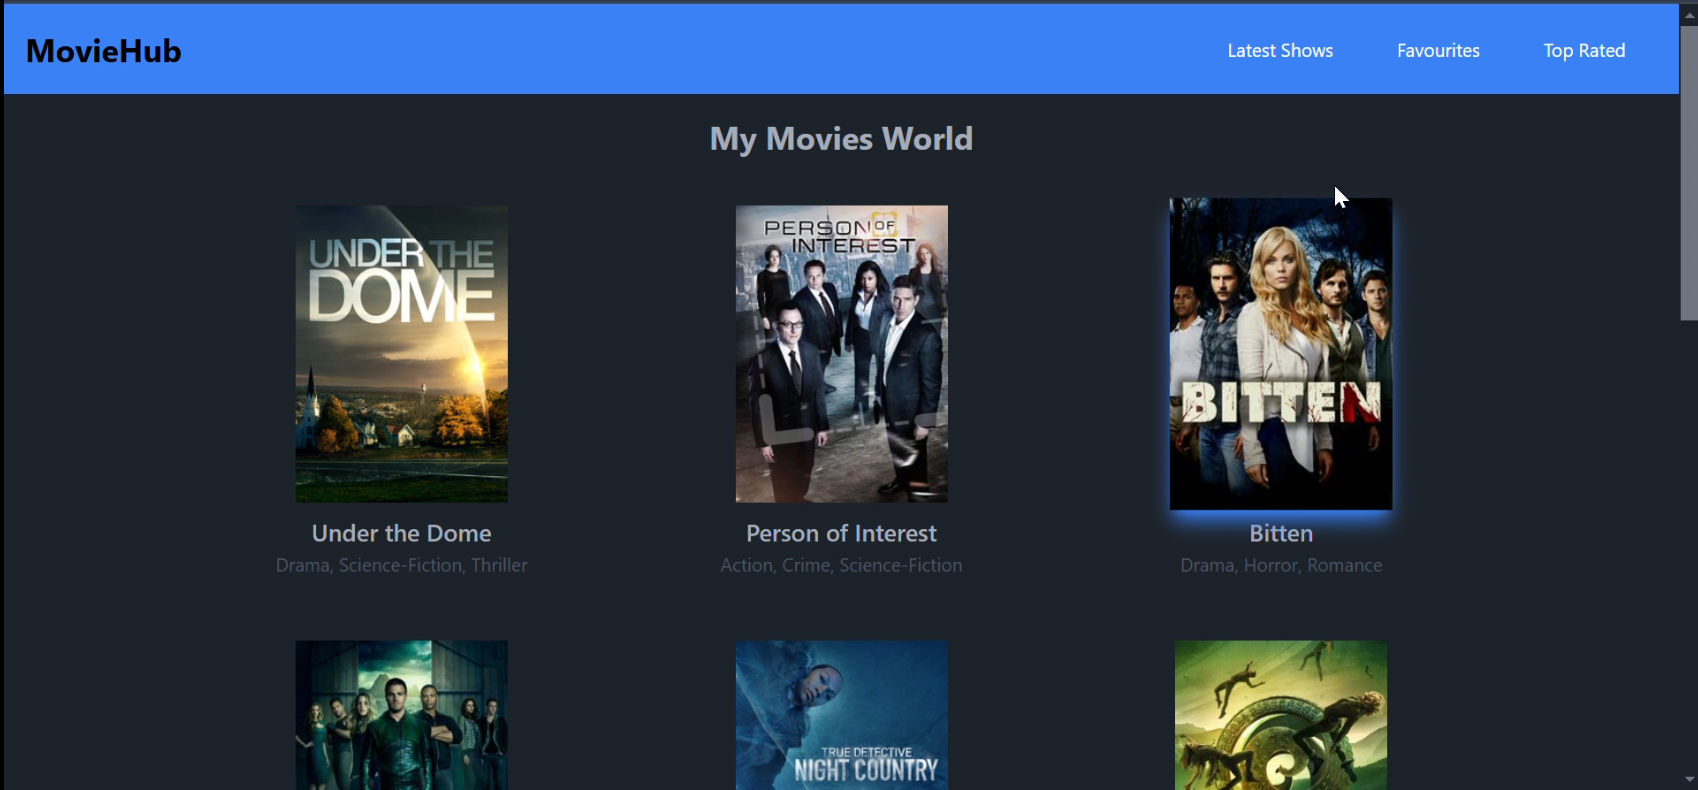 MovieHub
Latest Shows
Favourites
Top Rated
My Movies World
UNDER THE
DOME
PERSON OF
INTEREST
BITTEN
Under the Dome
Person of Interest
Bitten
Drama, Science-Fiction, Thriller
Action, Crime, Science-Fiction
Drama, Horror, Romance
TRUE DETECTIVE
NIGHT COUNTRY